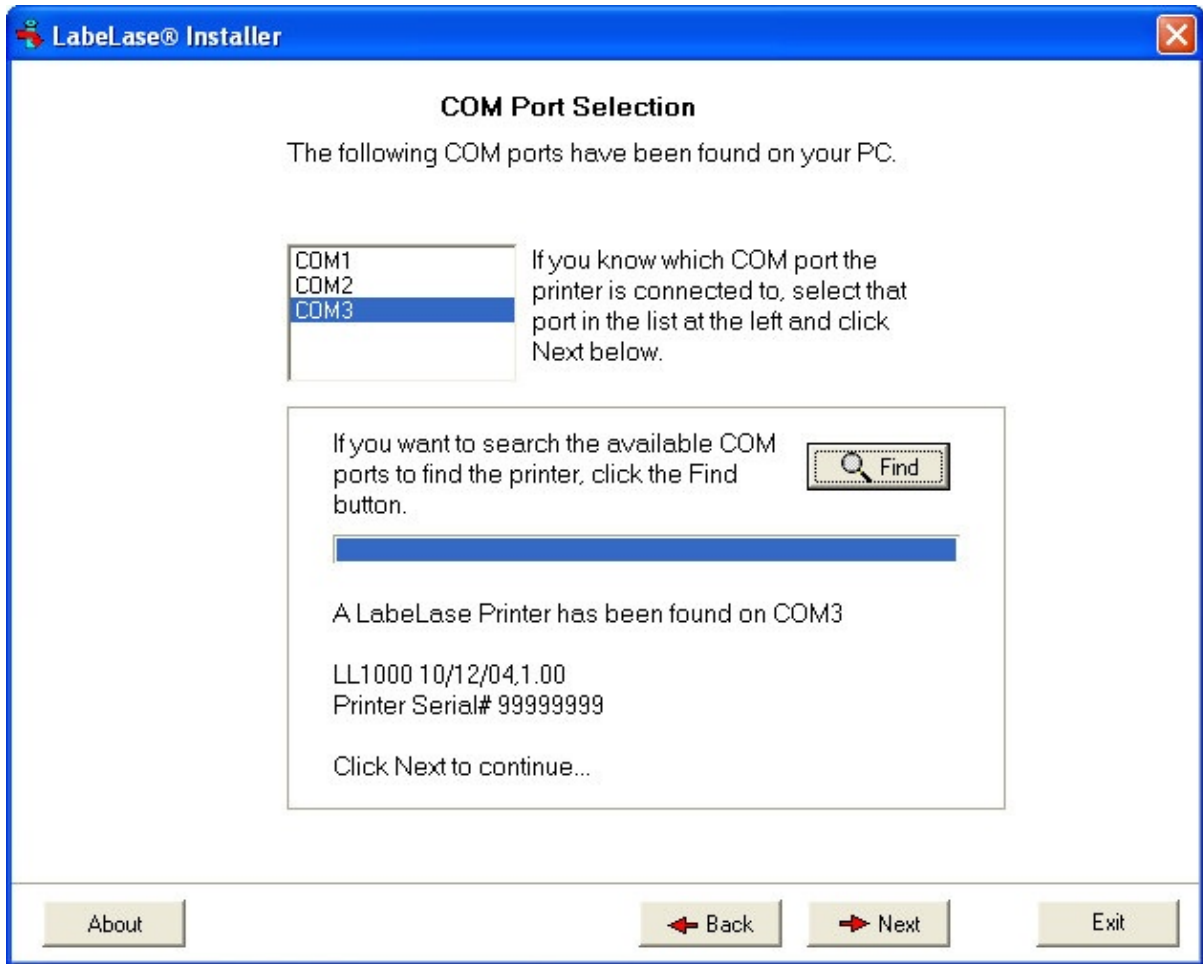 LabeLase® Installer
COM Port Selection
The following COM ports have been found on your PC.
COM1
COM2
COM3
If you know which COM port the
printer is connected to, select that
port in the list at the left and click
Next below.
If you want to search the available COM
ports to find the printer, click the Find
button.
Find
A LabeLase Printer has been found on COM3
LL1000 10/12/04,1.00
Printer Serial# 99999999
Click Next to continue...
About
Back
Next
Exit